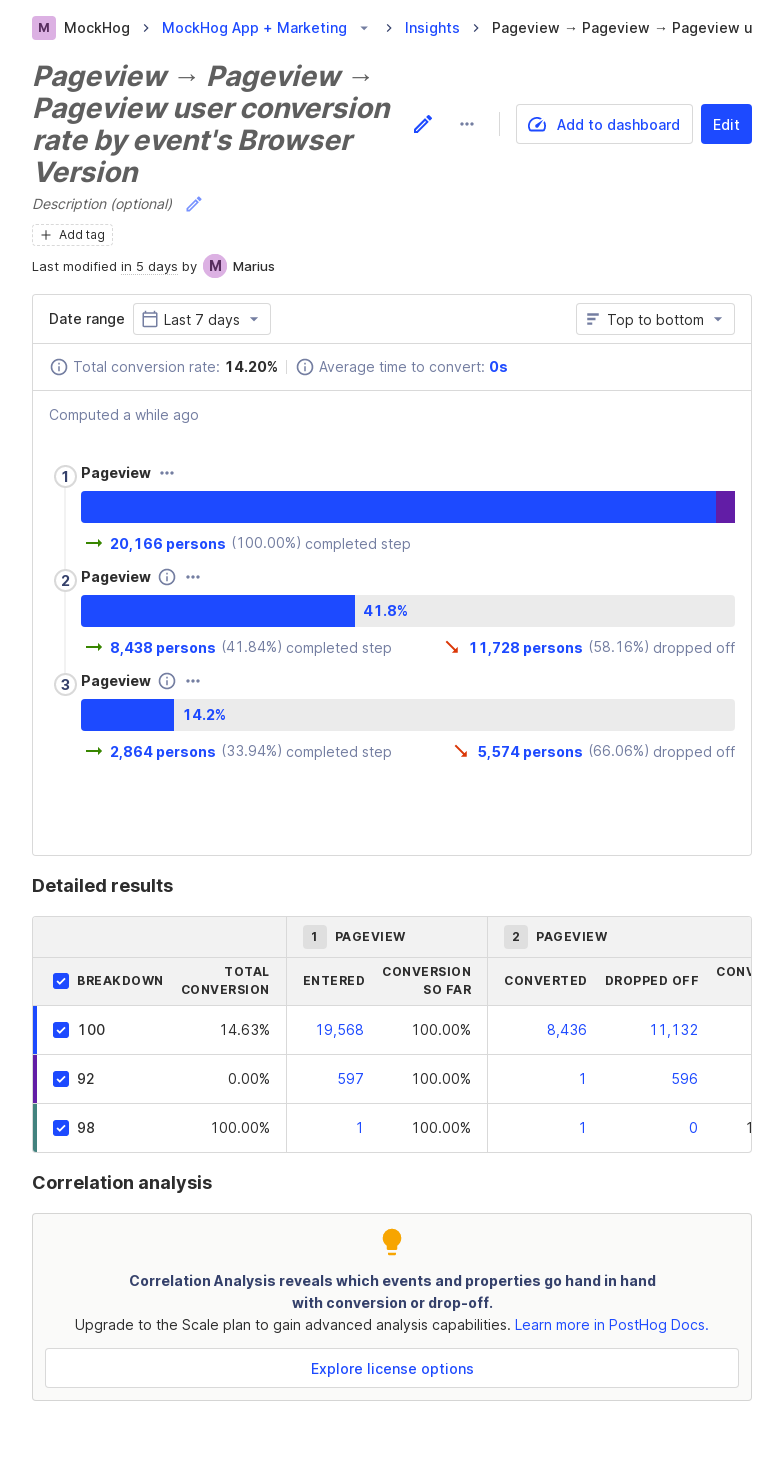 M MockHog MockHog App + Marketing Insights Pageview → Pageview → Pageview u
Pageview → Pageview →
Pageview user conversion
rate by event's Browser
Version
Add to dashboard Edit
Description (optional)
Add tag
Last modified in 5 days by M Marius
Date range Last 7 days Top to bottom
Total conversion rate: 14.20% Average time to convert: 0s
Computed a while ago
1 Pageview
20,166 persons (100.00%) completed step
2 Pageview
41.8%
8,438 persons (41.84%) completed step 11,728 persons (58.16%) dropped off
3 Pageview
14.2%
2,864 persons (33.94%) completed step 5,574 persons (66.06%) dropped off
Detailed results
1 PAGEVIEW 2 PAGEVIEW
BREAKDOWN TOTAL CONVERSION ENTERED CONVERSION SO FAR CONVERTED DROPPED OFF CONV
100 14.63% 19,568 100.00% 8,436 11,132
92 0.00% 597 100.00% 1 596
98 100.00% 1 100.00% 1 0 1
Correlation analysis
Correlation Analysis reveals which events and properties go hand in hand
with conversion or drop-off.
Upgrade to the Scale plan to gain advanced analysis capabilities. Learn more in PostHog Docs.
Explore license options